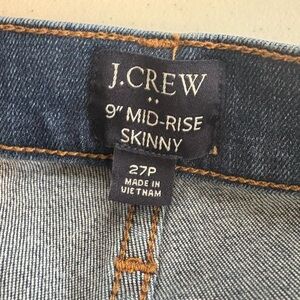 J.CREW
9" MID-RISE
SKINNY
27P
MADE IN
VIETNAM